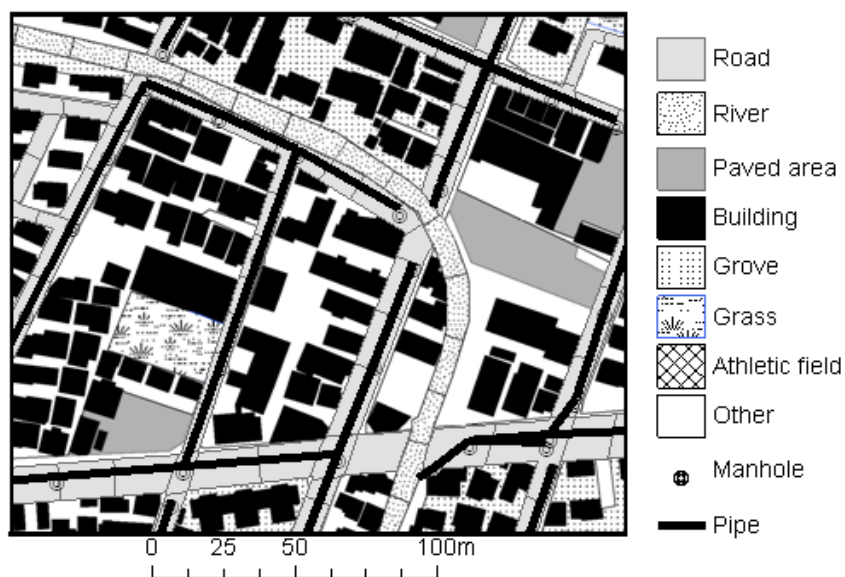 Road
River
Paved area
Building
Grove
Grass
Athletic field
Other
Manhole
Pipe
0 25 50 100m